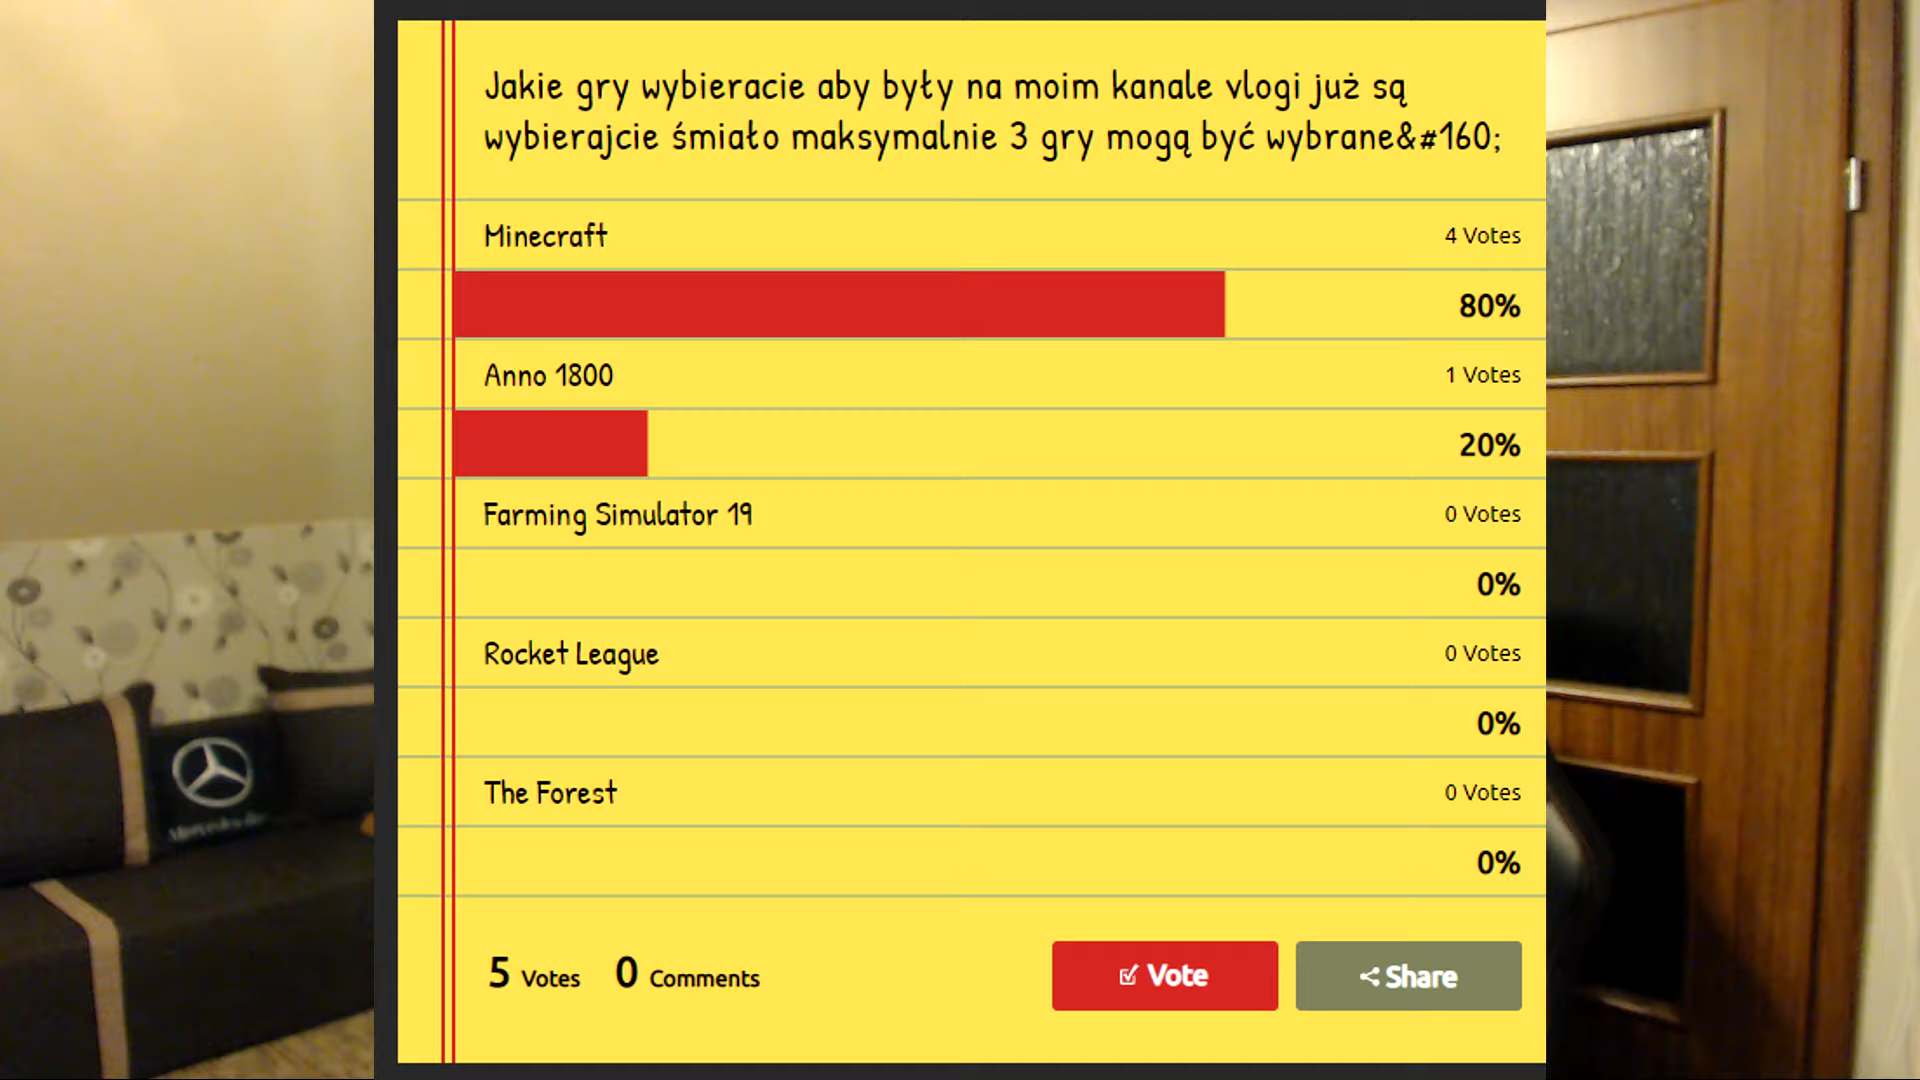 Jakie gry wybieracie aby były na moim kanale vlogi już są
wybierajcie śmiało maksymalnie 3 gry mogą być wybrane&#160;
Minecraft
4 Votes
80%
Anno 1800
1 Votes
20%
Farming Simulator 19
0 Votes
0%
Rocket League
0 Votes
0%
The Forest
0 Votes
0%
5 Votes 0 Comments
Vote
Share